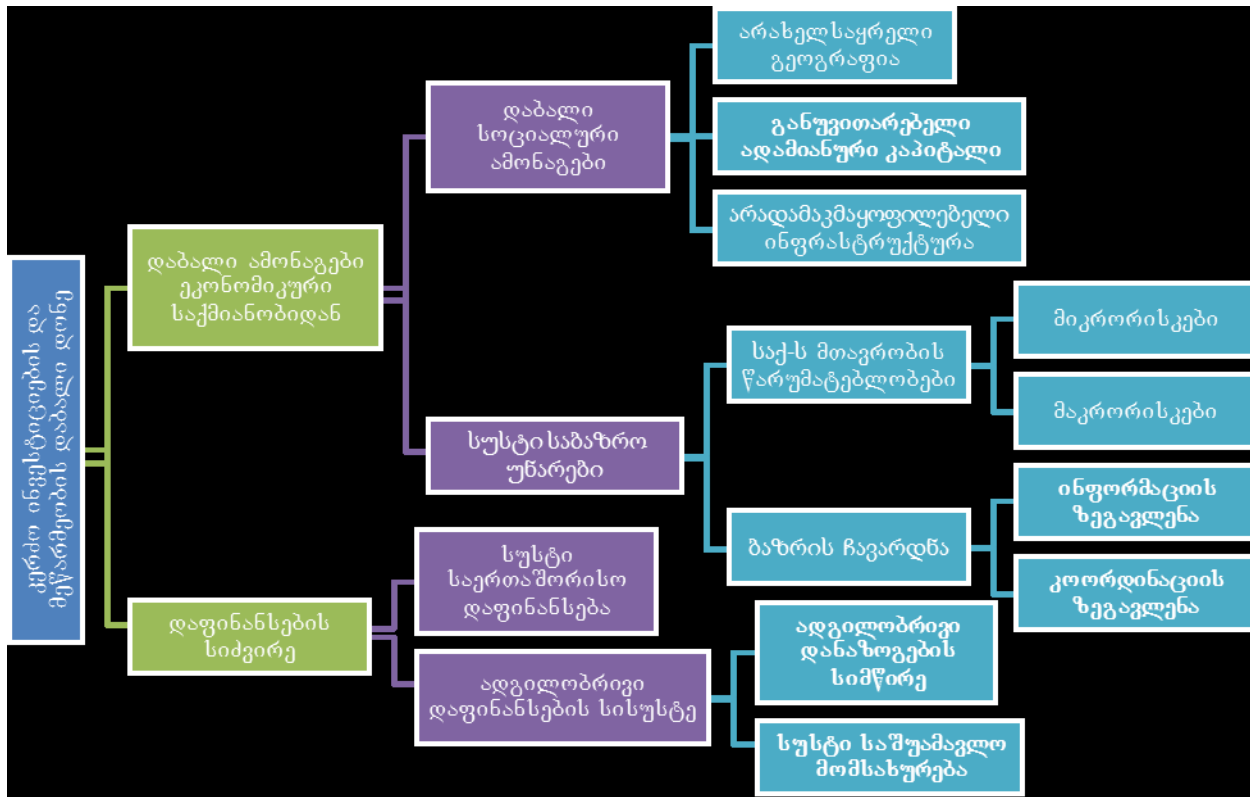 კერძო ინვესტიციების და
მეწარმეობის დაბალი დონე
დაბალი ამონაგები
ეკონომიკური
საქმიანობიდან
დაბალი
სოციალური
ამონაგები
არახელსაყრელი
გეოგრაფია
განუვითარებელი
ადამიანური კაპიტალი
არადამაკმაყოფილებელი
ინფრასტრუქტურა
სუსტი საბაზრო
უნარები
საქ-ს მთავრობის
წარუმატებლობები
მიკრორისკები
მაკრორისკები
ბაზრის ჩავარდნა
ინფორმაციის
ზეგავლენა
კოორდინაციის
ზეგავლენა
დაფინანსების
სიძვირე
სუსტი
საერთაშორისო
დაფინანსება
ადგილობრივი
დაფინანსების სისუსტე
ადგილობრივი
დანაზოგების
სიმწირე
სუსტი საშუამავლო
მომსახურება